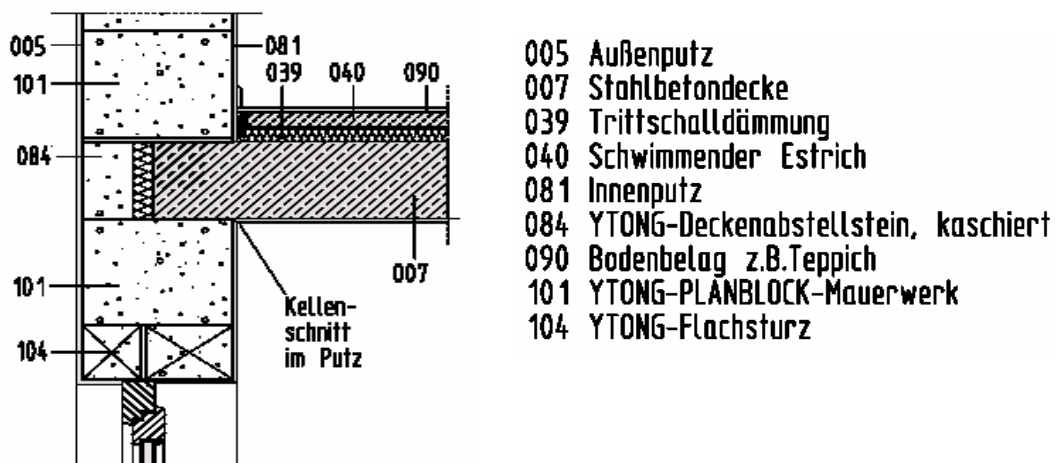 005
081
101
039 040 090
084
007
101
Kellen-
schnitt
im Putz
104
005 Außenputz
007 Stahlbetondecke
039 Trittschalldämmung
040 Schwimmender Estrich
081 Innenputz
084 YTONG-Deckenabstellstein, kaschiert
090 Bodenbelag z.B.Teppich
101 YTONG-PLANBLOCK-Mauerwerk
104 YTONG-Flachsturz